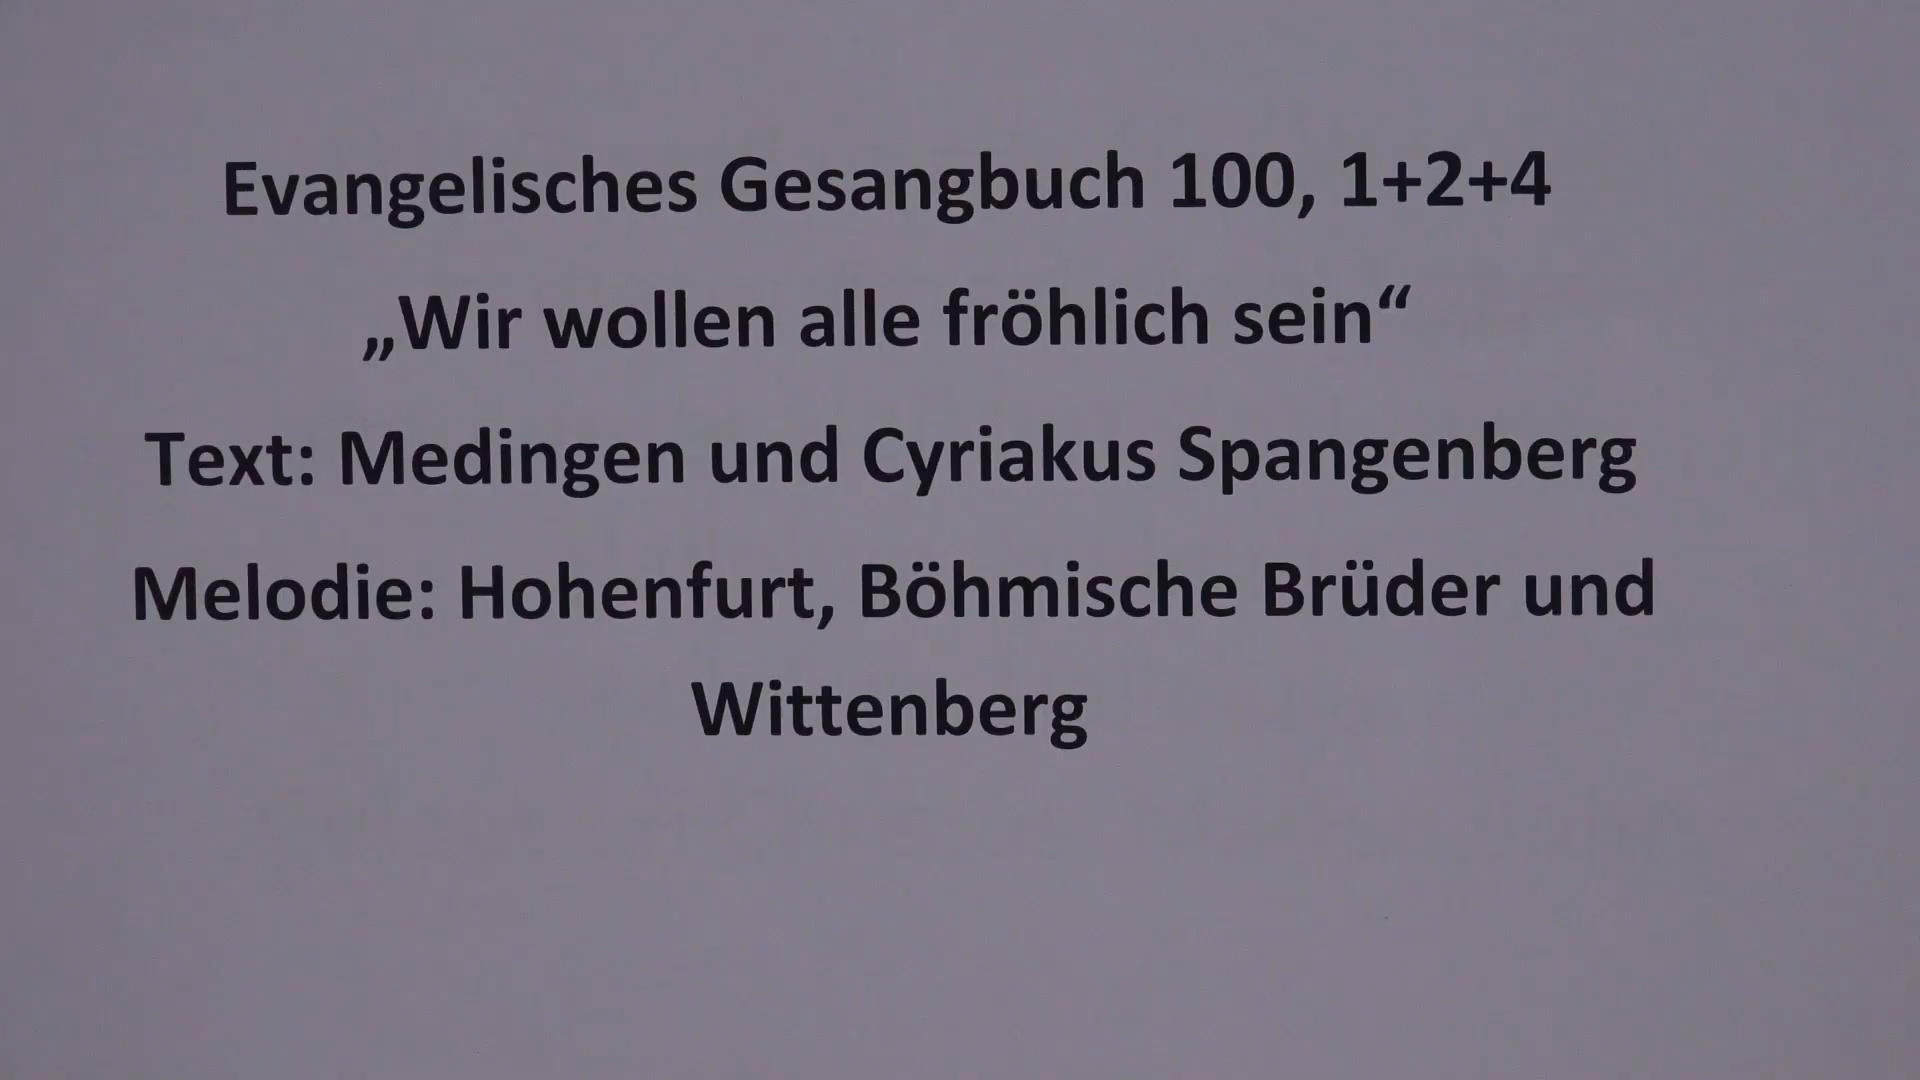 Evangelisches Gesangbuch 100, 1+2+4
„Wir wollen alle fröhlich sein“
Text: Medingen und Cyriakus Spangenberg
Melodie: Hohenfurt, Böhmische Brüder und
Wittenberg